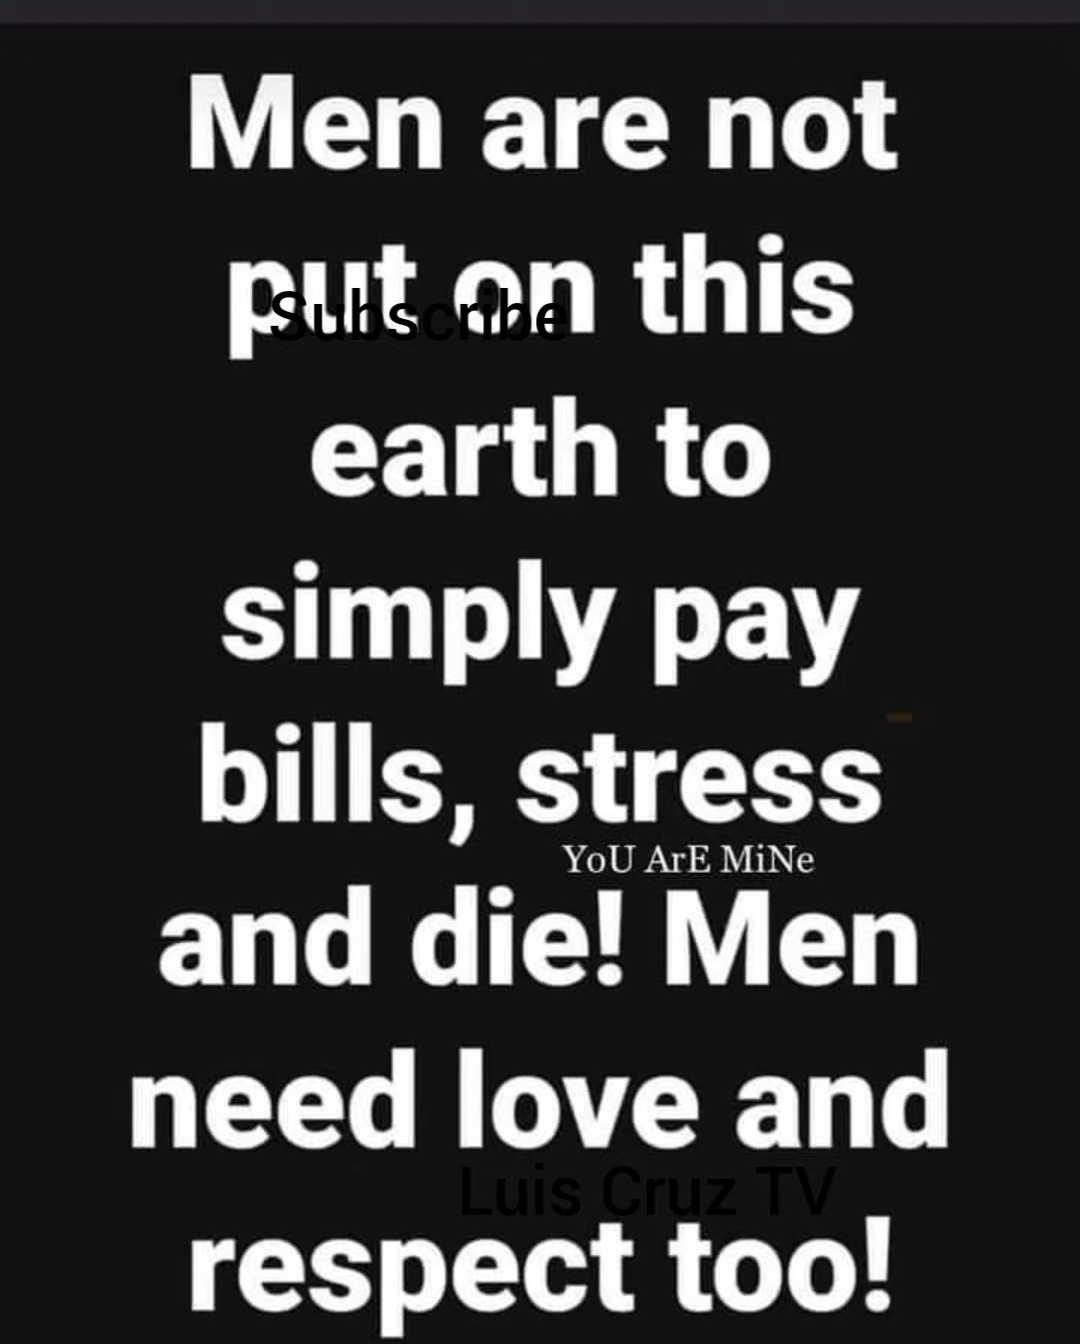 Men are not
put on this
Subscribe
earth to
simply pay
bills, stress
YoU ArE MiNe
and die! Men
need love and
Luis Cruz TV
respect too!